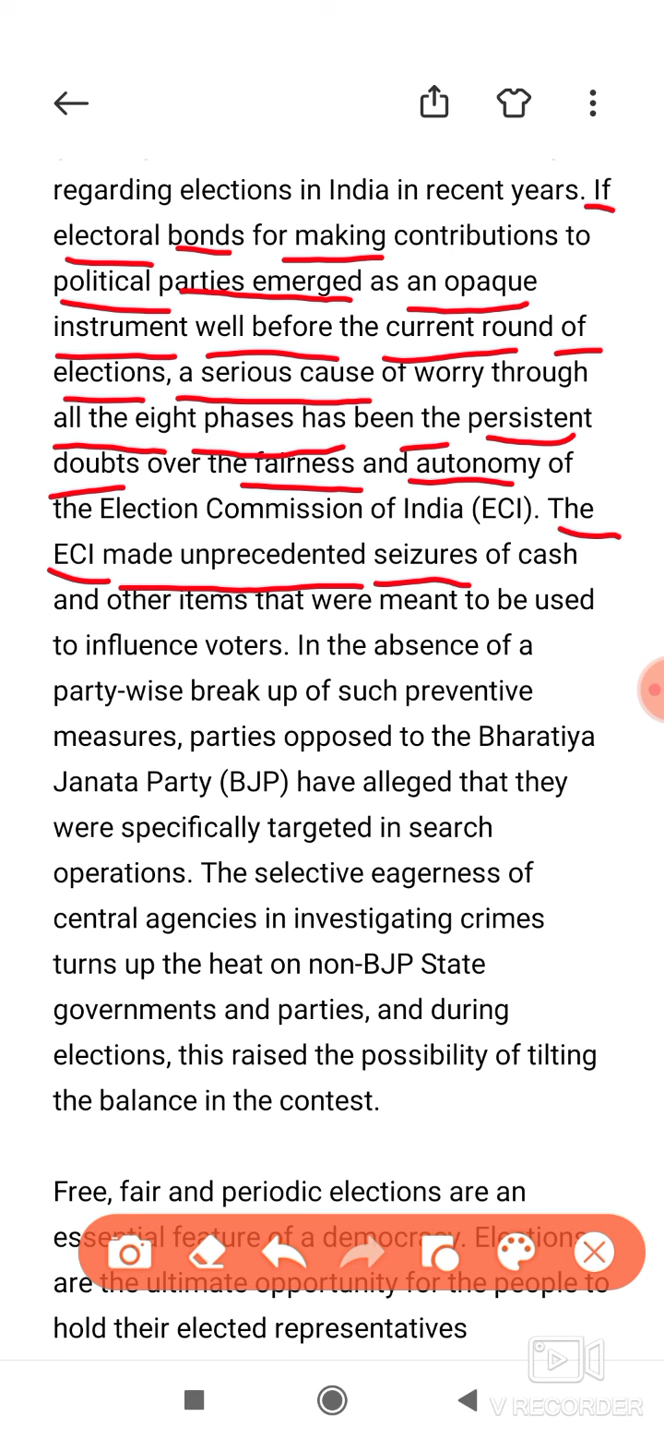 regarding elections in India in recent years. If
electoral bonds for making contributions to
political parties emerged as an opaque
instrument well before the current round of
elections, a serious cause of worry through
all the eight phases has been the persistent
doubts over the fairness and autonomy of
the Election Commission of India (ECI). The
ECI made unprecedented seizures of cash
and other items that were meant to be used
to influence voters. In the absence of a
party-wise break up of such preventive
measures, parties opposed to the Bharatiya
Janata Party (BJP) have alleged that they
were specifically targeted in search
operations. The selective eagerness of
central agencies in investigating crimes
turns up the heat on non-BJP State
governments and parties, and during
elections, this raised the possibility of tilting
the balance in the contest.
Free, fair and periodic elections are an
essential feature of a democracy. Elections
are the ultimate opportunity for the people to
hold their elected representatives
V RECORDER